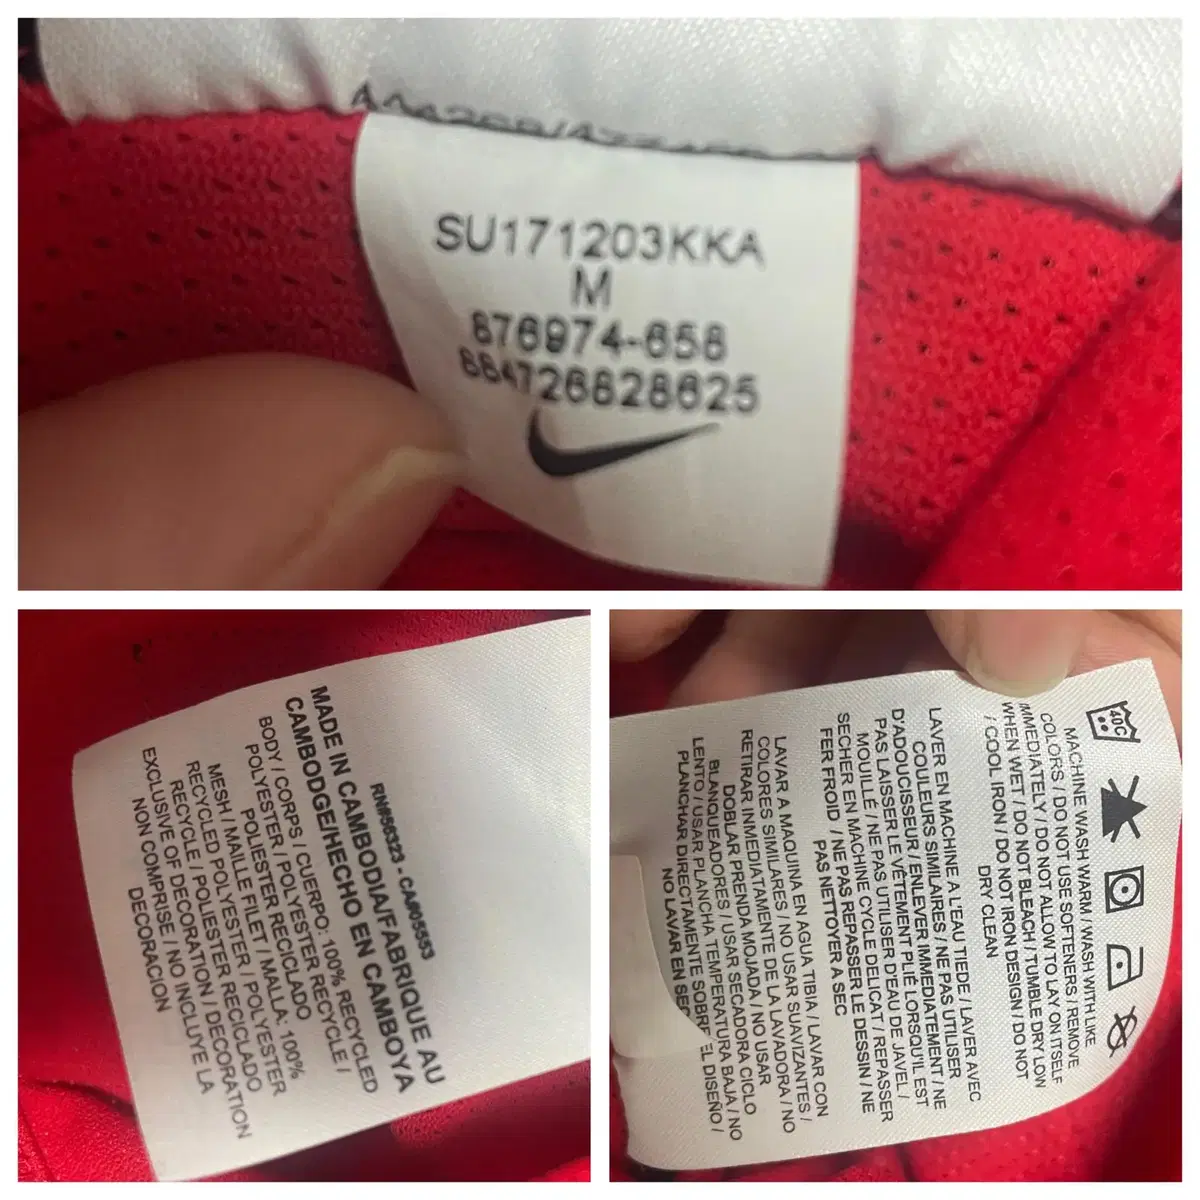 SU171203KKA
M
876974-658
884726828625
RN#56323 - CA#05553
MADE IN CAMBODIA/FABRIQUE AU
CAMBODGE/HECHO EN CAMBOYA
BODY / CORPS / CUERPO: 100% RECYCLED
POLYESTER / POLYESTER RECYCLE /
POLIESTER RECICLADO
MESH / MAILLE FILET / MALLA: 100%
RECYCLED POLYESTER / POLYESTER
RECYCLE / POLIESTER RECICLADO
EXCLUSIVE OF DECORATION / DECORATION
NON COMPRISE / NO INCLUYE LA
DECORACION
40C
MACHINE WASH WARM / WASH WITH LIKE
COLORS / DO NOT USE SOFTENERS / REMOVE
IMMEDIATELY / DO NOT ALLOW TO LAY ON ITSELF
WHEN WET / DO NOT BLEACH / TUMBLE DRY LOW
/ COOL IRON / DO NOT IRON DESIGN / DO NOT
DRY CLEAN
LAVER EN MACHINE A L'EAU TIEDE / LAVER AVEC
COULEURS SIMILAIRES / ENLEVER IMMEDIATEMENT / NE
D'ADOUCISSEUR / NE PAS UTILISER
PAS LAISSER LE VÊTEMENT PLIÉ LORSQU'IL EST
MOUILLÉ / NE PAS UTILISER D'EAU DE JAVEL /
SECHER EN MACHINE CYCLE DELICAT / REPASSER
FER FROID / NE PAS REPASSER LE DESSIN / NE
PAS NETTOYER A SEC
LAVAR A MAQUINA EN AGUA TIBIA / LAVAR CON
COLORES SIMILARES / NO USAR SUAVIZANTES /
RETIRAR INMEDIATAMENTE DE LA LAVADORA / NO
DOBLAR PRENDA MOJADA / NO USAR
BLANQUEADORES / USAR SECADORA CICLO
LENTO / USAR PLANCHA TEMPERATURA BAJA / NO
PLANCHAR DIRECTAMENTE SOBRE EL DISEÑO /
NO LAVAR EN SECO